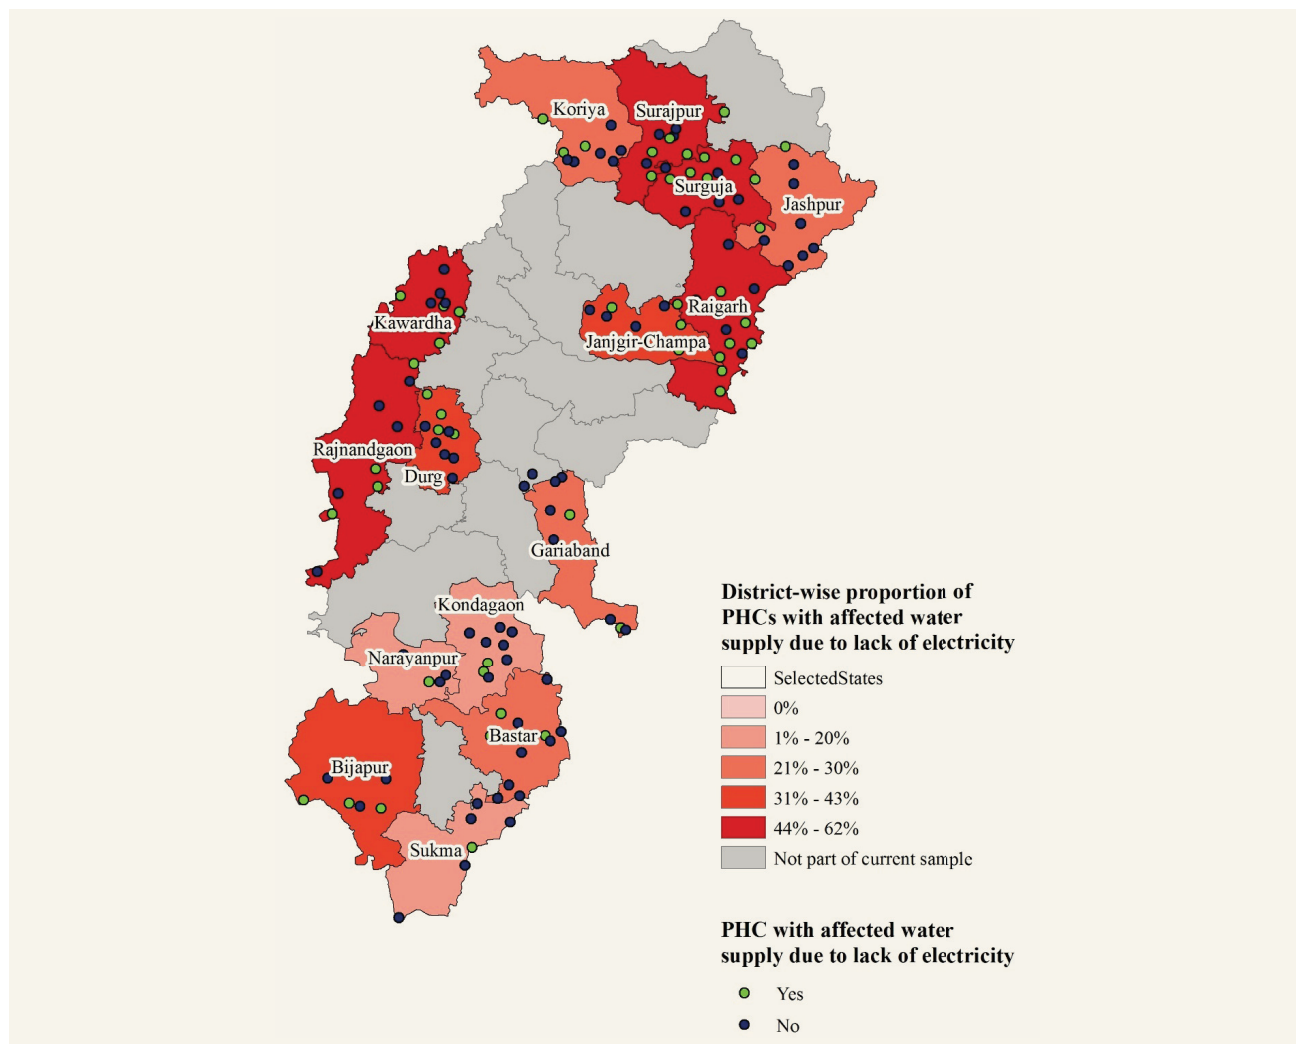 Koriya
Surajpur
Surguja
Jashpur
Raigarh
Kawardha
Janjgir-Champa
Rajnandgaon
Durg
Gariaband
Kondagaon
Narayanpur
Bastar
Bijapur
Sukma
District-wise proportion of
PHCs with affected water
supply due to lack of electricity
SelectedStates
0%
1% - 20%
21% - 30%
31% - 43%
44% - 62%
Not part of current sample
PHC with affected water
supply due to lack of electricity
Yes
No